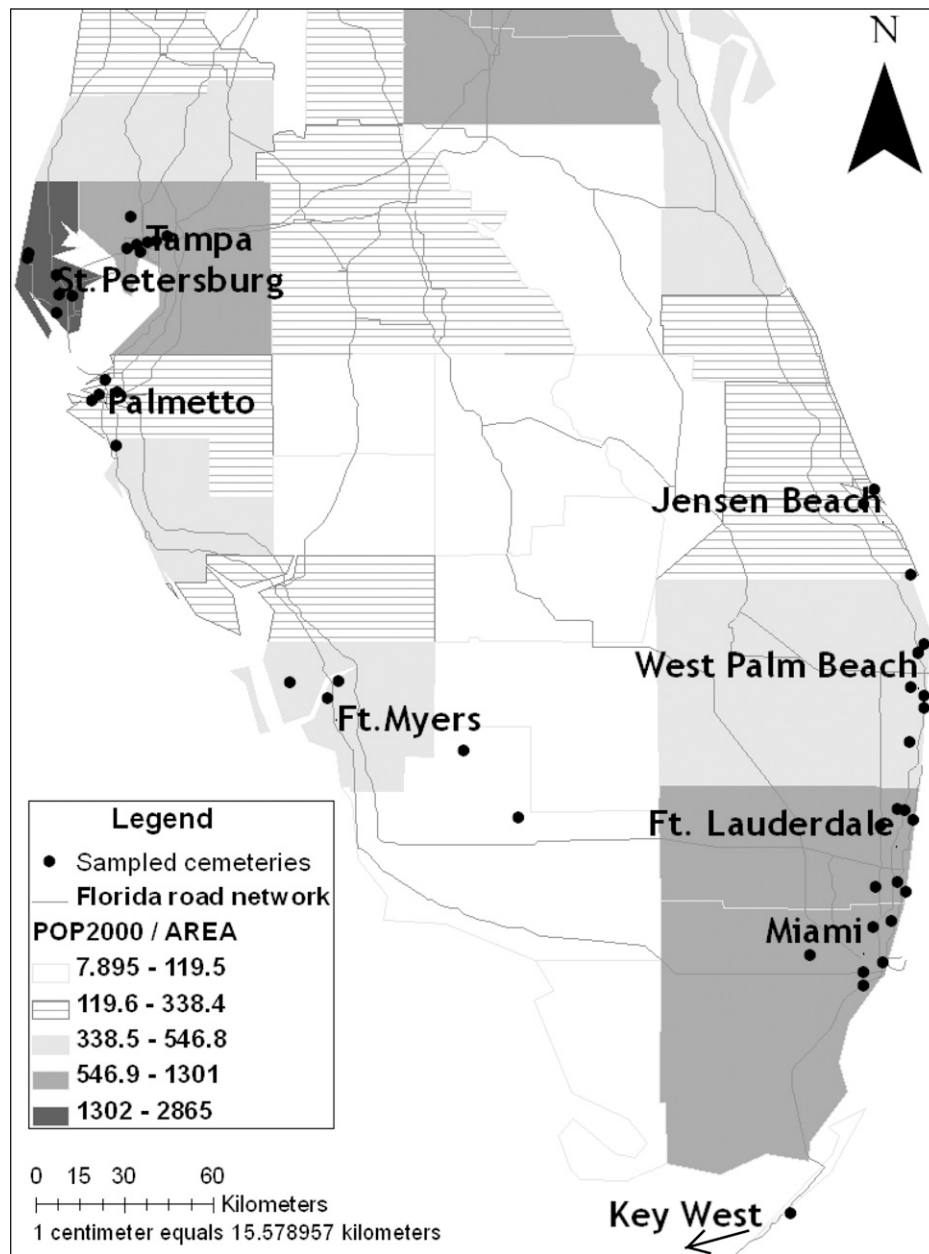 N
Tampa
St.Petersburg
Palmetto
Jensen Beach
West Palm Beach
Ft.Myers
Ft. Lauderdale
Miami
Legend
Sampled cemeteries
Florida road network
POP2000 / AREA
7.895 - 119.5
119.6 - 338.4
338.5 - 546.8
546.9 - 1301
1302 - 2865
0 15 30 60
Kilometers
1 centimeter equals 15.578957 kilometers
Key West